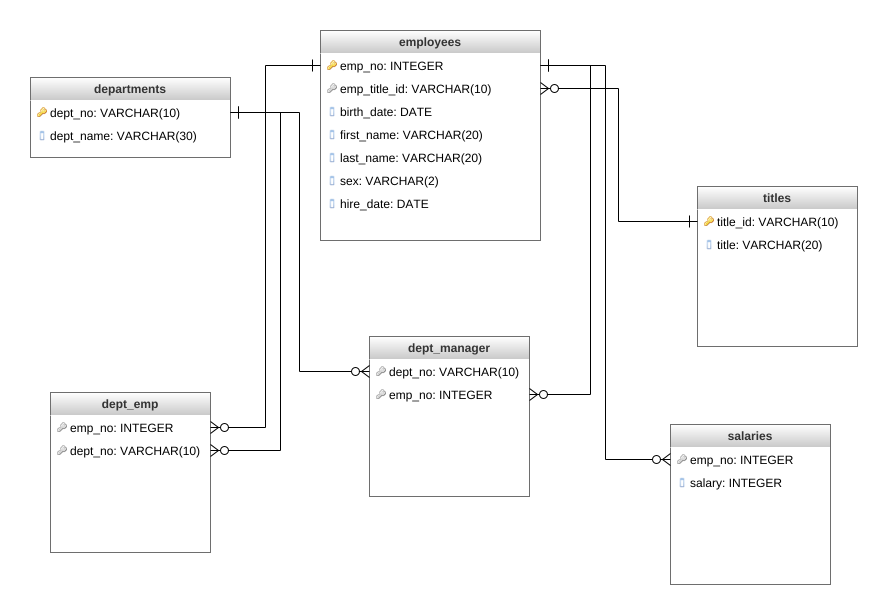 employees
emp_no: INTEGER
emp_title_id: VARCHAR(10)
birth_date: DATE
first_name: VARCHAR(20)
last_name: VARCHAR(20)
sex: VARCHAR(2)
hire_date: DATE
departments
dept_no: VARCHAR(10)
dept_name: VARCHAR(30)
titles
title_id: VARCHAR(10)
title: VARCHAR(20)
dept_manager
dept_no: VARCHAR(10)
emp_no: INTEGER
dept_emp
emp_no: INTEGER
dept_no: VARCHAR(10)
salaries
emp_no: INTEGER
salary: INTEGER